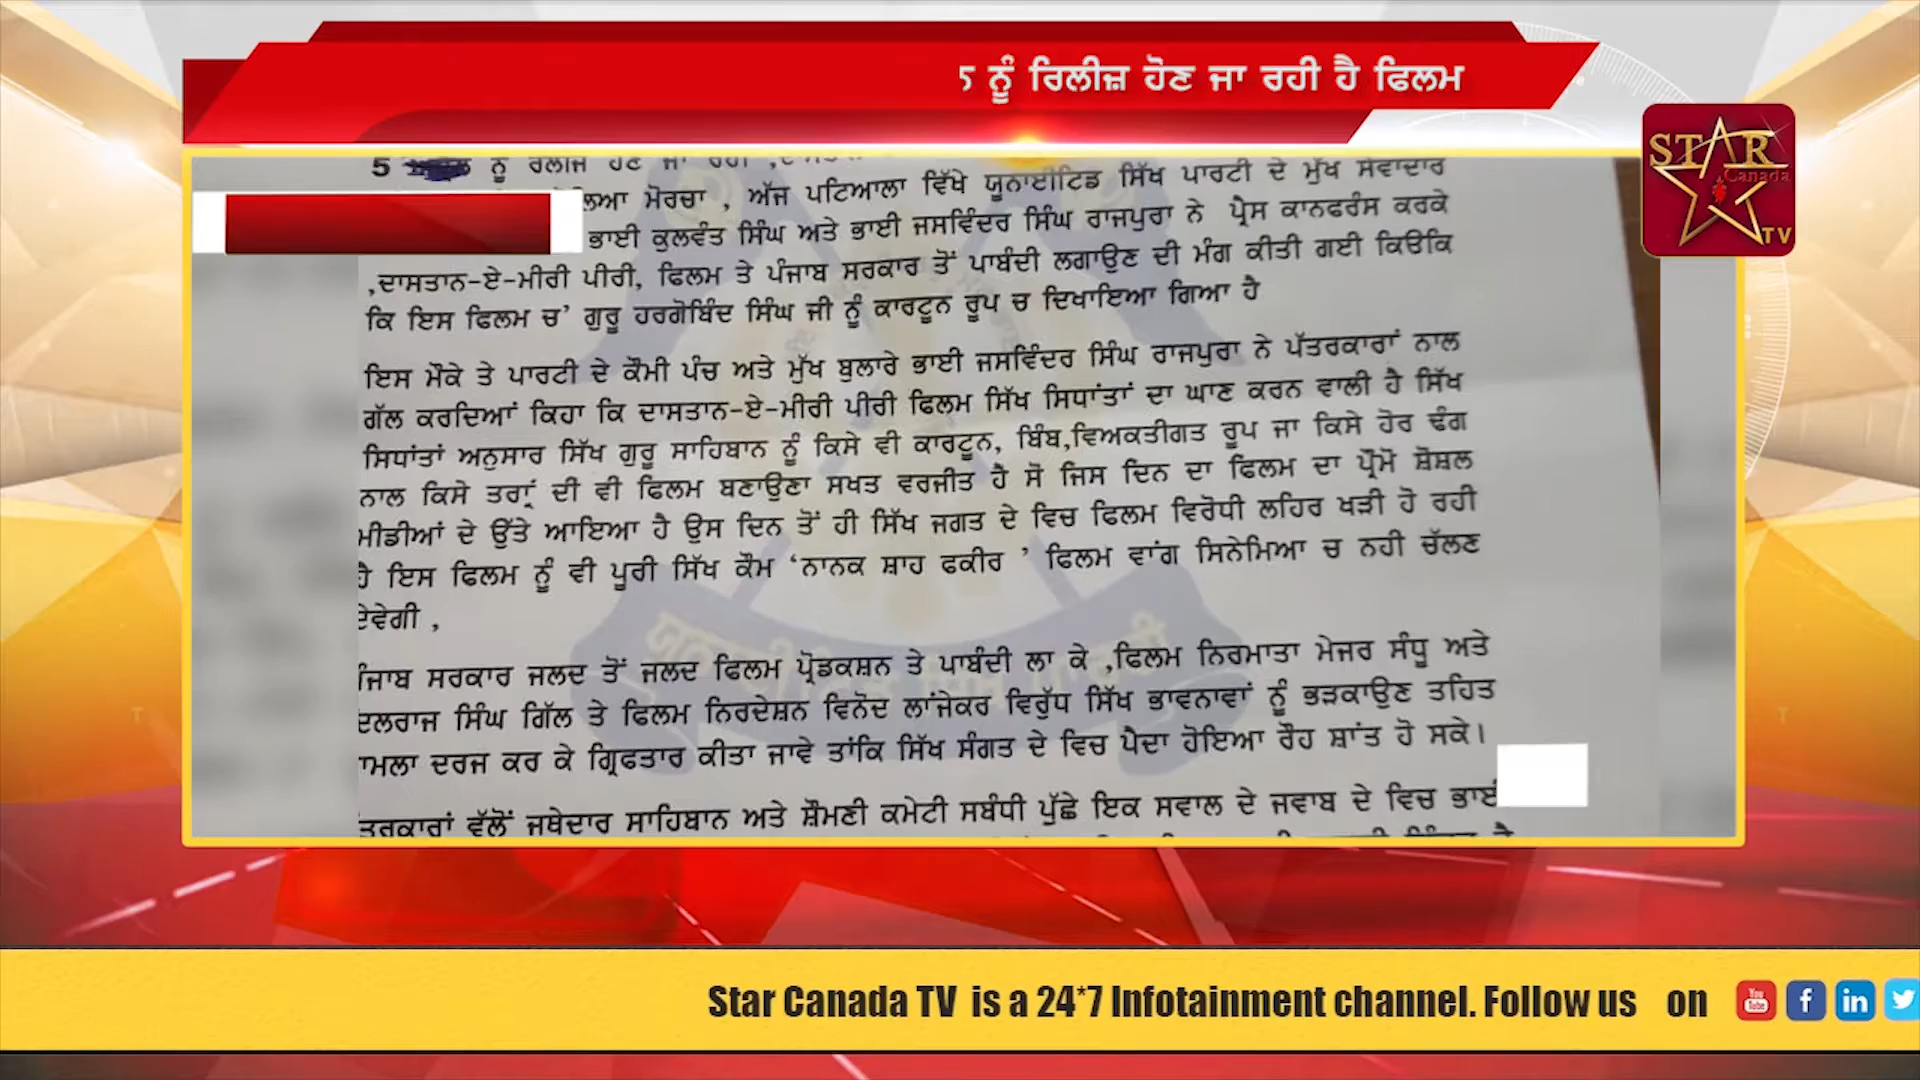 ਨੂੰ ਰਿਲੀਜ਼ ਹੋਣ ਜਾ ਰਹੀ ਹੈ ਫਿਲਮ
STAR
Canada
TV
5 ਨੂੰ ਰਲੀਜ ਹੋਣ ਜਾ ਰਹੀ
ਮੋਰਚਾ , ਅੱਜ ਪਟਿਆਲਾ ਵਿੱਖੇ ਯੂਨਾਈਟਿਡ ਸਿੱਖ ਪਾਰਟੀ ਦੇ ਮੁੱਖ ਸੇਵਾਦਾਰ
ਭਾਈ ਕੁਲਵੰਤ ਸਿੰਘ ਅਤੇ ਭਾਈ ਜਸਵਿੰਦਰ ਸਿੰਘ ਰਾਜਪੁਰਾ ਨੇ ਪ੍ਰੈਸ ਕਾਨਫਰੰਸ ਕਰਕੇ
,ਦਾਸਤਾਨ-ਏ-ਮੀਰੀ ਪੀਰੀ, ਫਿਲਮ ਤੇ ਪੰਜਾਬ ਸਰਕਾਰ ਤੋਂ ਪਾਬੰਦੀ ਲਗਾਉਣ ਦੀ ਮੰਗ ਕੀਤੀ ਗਈ ਕਿਓਕਿ
ਕਿ ਇਸ ਫਿਲਮ ਚ' ਗੁਰੂ ਹਰਗੋਬਿੰਦ ਸਿੰਘ ਜੀ ਨੂੰ ਕਾਰਟੂਨ ਰੂਪ ਚ ਦਿਖਾਇਆ ਗਿਆ ਹੈ
ਇਸ ਮੌਕੇ ਤੇ ਪਾਰਟੀ ਦੇ ਕੌਮੀ ਪੰਚ ਅਤੇ ਮੁੱਖ ਬੁਲਾਰੇ ਭਾਈ ਜਸਵਿੰਦਰ ਸਿੰਘ ਰਾਜਪੁਰਾ ਨੇ ਪੱਤਰਕਾਰਾਂ ਨਾਲ
ਗੱਲ ਕਰਦਿਆਂ ਕਿਹਾ ਕਿ ਦਾਸਤਾਨ-ਏ-ਮੀਰੀ ਪੀਰੀ ਫਿਲਮ ਸਿੱਖ ਸਿਧਾਂਤਾਂ ਦਾ ਘਾਣ ਕਰਨ ਵਾਲੀ ਹੈ ਸਿੱਖ
ਸਿਧਾਂਤਾਂ ਅਨੁਸਾਰ ਸਿੱਖ ਗੁਰੂ ਸਾਹਿਬਾਨ ਨੂੰ ਕਿਸੇ ਵੀ ਕਾਰਟੂਨ, ਬਿੰਬ,ਵਿਅਕਤੀਗਤ ਰੂਪ ਜਾ ਕਿਸੇ ਹੋਰ ਢੰਗ
ਨਾਲ ਕਿਸੇ ਤਰ੍ਹਾਂ ਦੀ ਵੀ ਫਿਲਮ ਬਣਾਉਣਾ ਸਖਤ ਵਰਜੀਤ ਹੈ ਸੋ ਜਿਸ ਦਿਨ ਦਾ ਫਿਲਮ ਦਾ ਪ੍ਰੌਮੋ ਸ਼ੋਸ਼ਲ
ਮੀਡੀਆਂ ਦੇ ਉੱਤੇ ਆਇਆ ਹੈ ਉਸ ਦਿਨ ਤੋਂ ਹੀ ਸਿੱਖ ਜਗਤ ਦੇ ਵਿਚ ਫਿਲਮ ਵਿਰੋਧੀ ਲਹਿਰ ਖੜੀ ਹੋ ਰਹੀ
ਹੈ ਇਸ ਫਿਲਮ ਨੂੰ ਵੀ ਪੂਰੀ ਸਿੱਖ ਕੌਮ 'ਨਾਨਕ ਸ਼ਾਹ ਫਕੀਰ ' ਫਿਲਮ ਵਾਂਗ ਸਿਨੇਮਿਆ ਚ ਨਹੀ ਚੱਲਣ
ਦੇਵੇਗੀ ,
ਪੰਜਾਬ ਸਰਕਾਰ ਜਲਦ ਤੋਂ ਜਲਦ ਫਿਲਮ ਪ੍ਰੋਡਕਸ਼ਨ ਤੇ ਪਾਬੰਦੀ ਲਾ ਕੇ ,ਫਿਲਮ ਨਿਰਮਾਤਾ ਮੇਜਰ ਸੰਧੂ ਅਤੇ
ਦਿਲਰਾਜ ਸਿੰਘ ਗਿੱਲ ਤੇ ਫਿਲਮ ਨਿਰਦੇਸ਼ਨ ਵਿਨੋਦ ਲਾਂਜੇਕਰ ਵਿਰੁੱਧ ਸਿੱਖ ਭਾਵਨਾਵਾਂ ਨੂੰ ਭੜਕਾਉਣ ਤਹਿਤ
ਮਾਮਲਾ ਦਰਜ ਕਰ ਕੇ ਗ੍ਰਿਫਤਾਰ ਕੀਤਾ ਜਾਵੇ ਤਾਂਕਿ ਸਿੱਖ ਸੰਗਤ ਦੇ ਵਿਚ ਪੈਦਾ ਹੋਇਆ ਰੌਹ ਸ਼ਾਂਤ ਹੋ ਸਕੇ।
ਵੱਲੋਂ ਜਥੇਦਾਰ ਸਾਹਿਬਾਨ ਅਤੇ ਸ਼ੌਮਣੀ ਕਮੇਟੀ ਸਬੰਧੀ ਪੁੱਛੇ ਇਕ ਸਵਾਲ ਦੇ ਜਵਾਬ ਦੇ ਵਿਚ ਭਾਈ
Star Canada TV is a 24*7 Infotainment channel. Follow us on